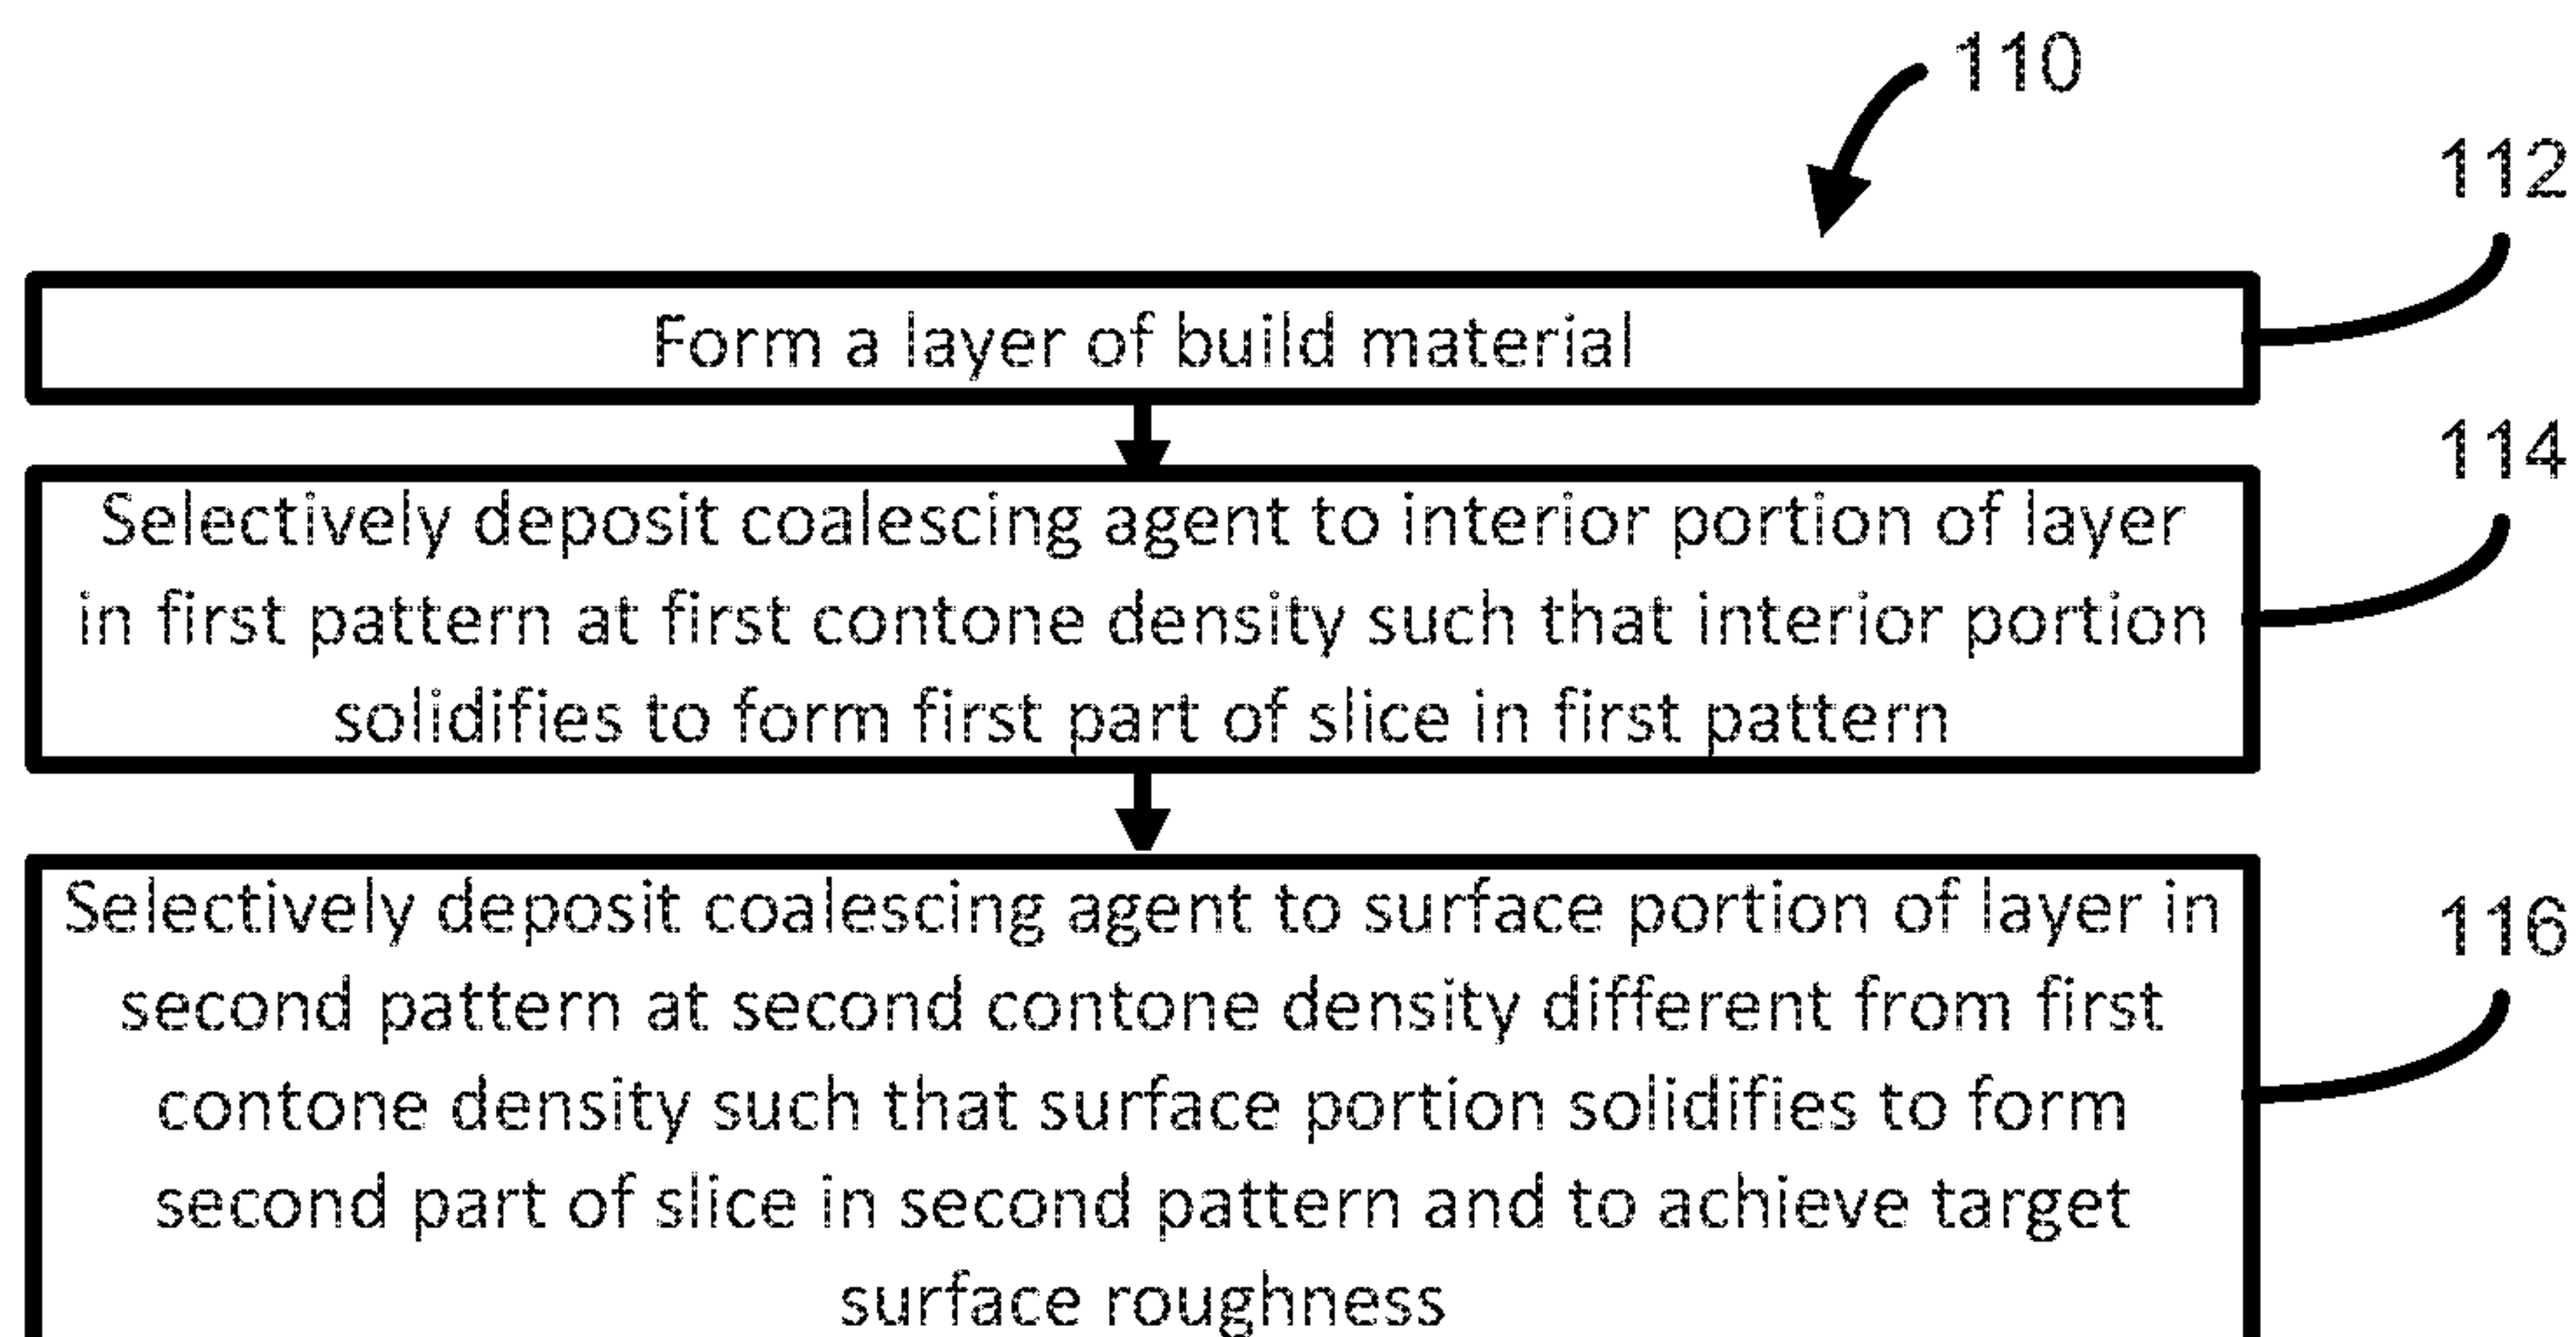 110
112
Form a layer of build material
114
Selectively deposit coalescing agent to interior portion of layer
in first pattern at first contone density such that interior portion
solidifies to form first part of slice in first pattern
116
Selectively deposit coalescing agent to surface portion of layer in
second pattern at second contone density different from first
contone density such that surface portion solidifies to form
second part of slice in second pattern and to achieve target
surface roughness